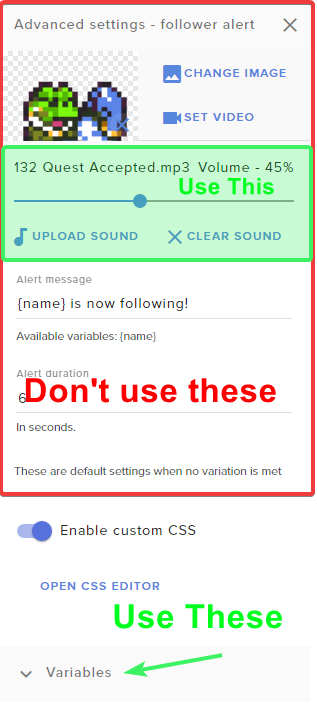 Advanced settings - follower alert
CHANGE IMAGE
SET VIDEO
132 Quest Accepted.mp3 Volume - 45%
Use This
UPLOAD SOUND CLEAR SOUND
Alert message
{name} is now following!
Available variables: {name}
Alert duration
6
Don't use these
In seconds.
These are default settings when no variation is met
Enable custom CSS
OPEN CSS EDITOR
Use These
Variables